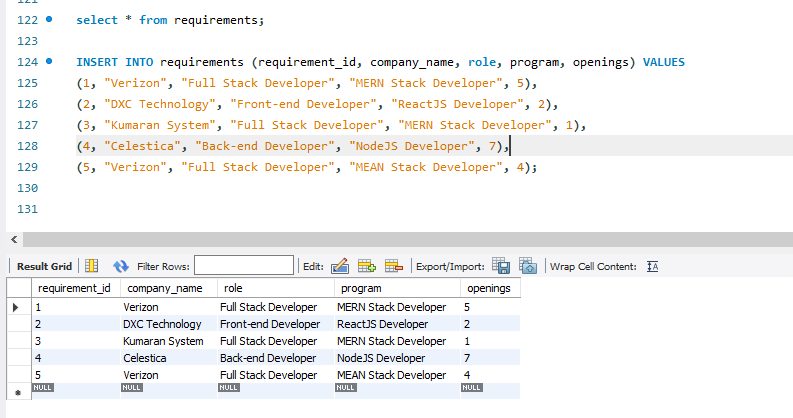 121
122 select * from requirements;
123
124 INSERT INTO requirements (requirement_id, company_name, role, program, openings) VALUES
125 (1, "Verizon", "Full Stack Developer", "MERN Stack Developer", 5),
126 (2, "DXC Technology", "Front-end Developer", "ReactJS Developer", 2),
127 (3, "Kumaran System", "Full Stack Developer", "MERN Stack Developer", 1),
128 (4, "Celestica", "Back-end Developer", "NodeJS Developer", 7),
129 (5, "Verizon", "Full Stack Developer", "MEAN Stack Developer", 4);
130
131
Result Grid Filter Rows: Edit: Export/Import: Wrap Cell Content:
requirement_id company_name role program openings
1 Verizon Full Stack Developer MERN Stack Developer 5
2 DXC Technology Front-end Developer ReactJS Developer 2
3 Kumaran System Full Stack Developer MERN Stack Developer 1
4 Celestica Back-end Developer NodeJS Developer 7
5 Verizon Full Stack Developer MEAN Stack Developer 4
NULL NULL NULL NULL NULL